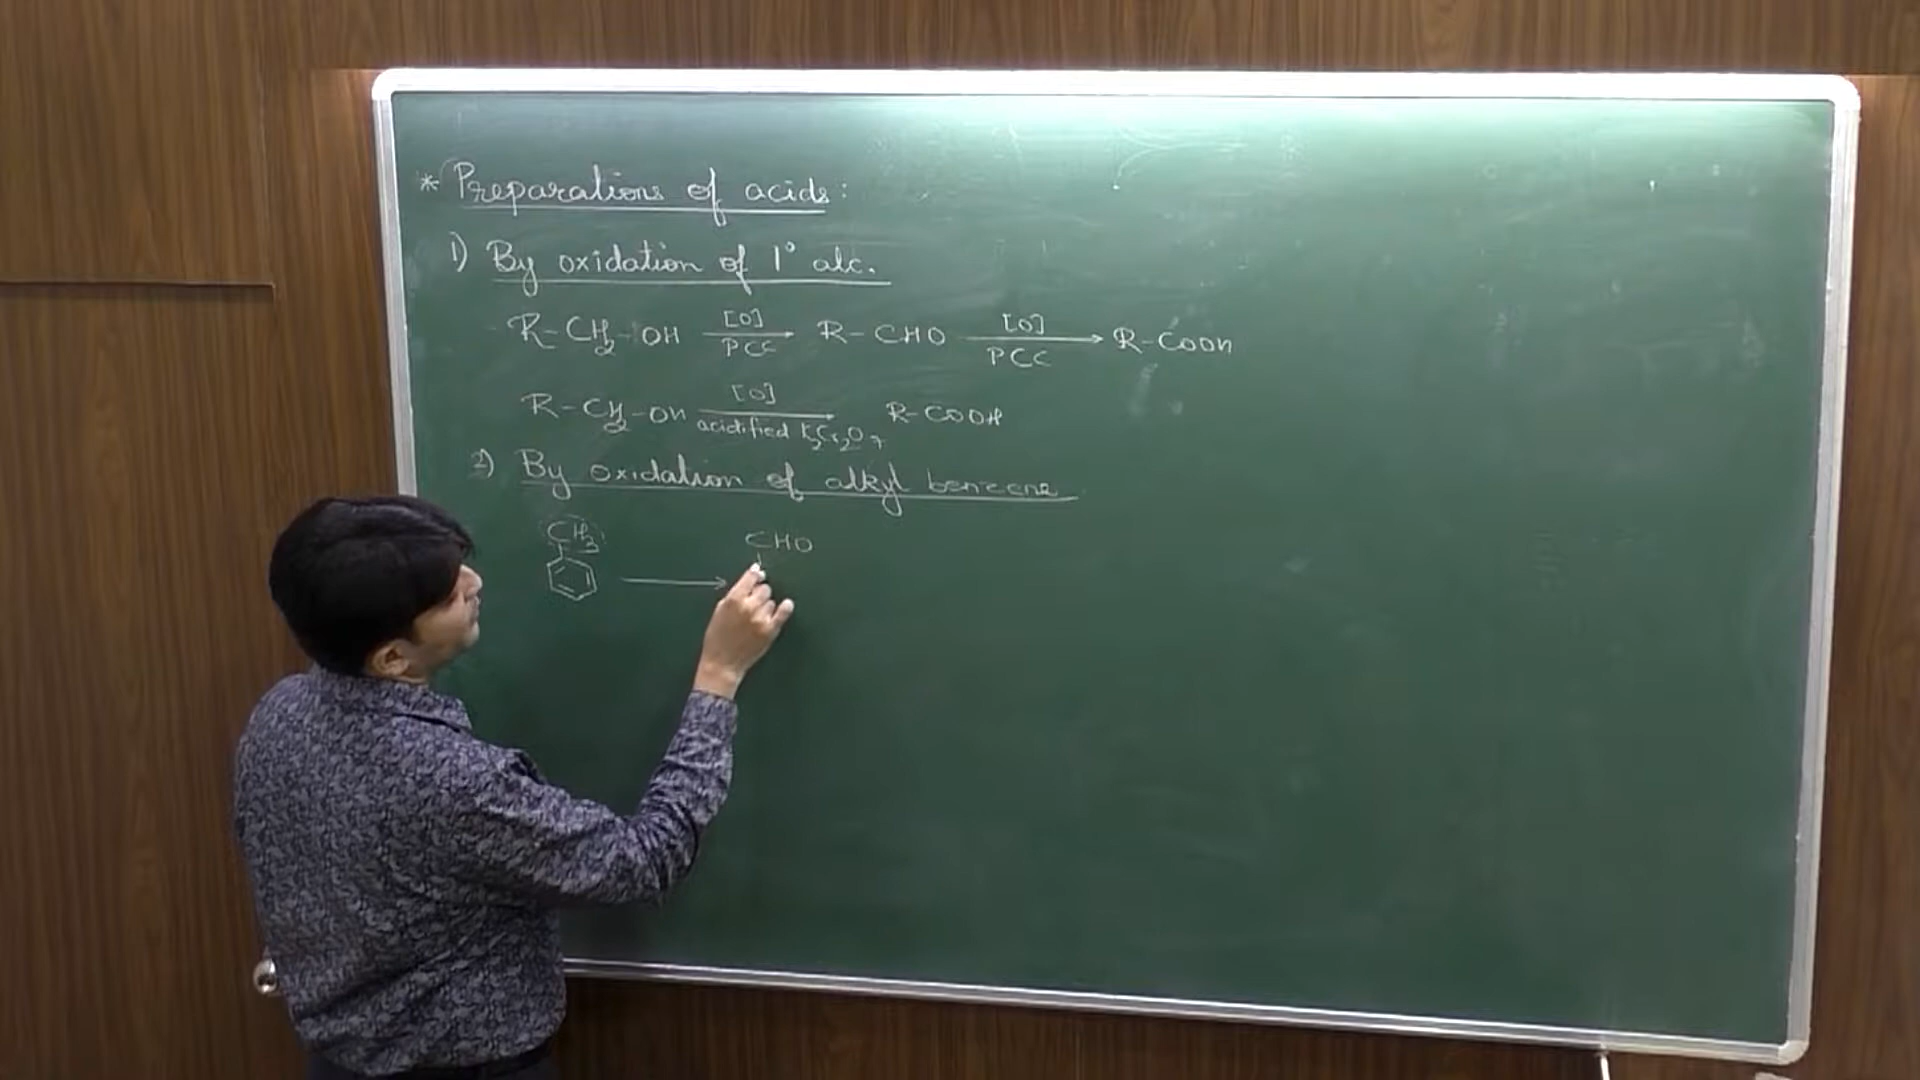 * Preparations of acids:
1) By oxidation of 1° alc.
R-CH2-OH [O] PCC R-CHO [O] PCC R-COOH
R-CH2-OH [O] acidified K2Cr2O7 R-COOH
2) By oxidation of alkyl benzene
CH3 CHO